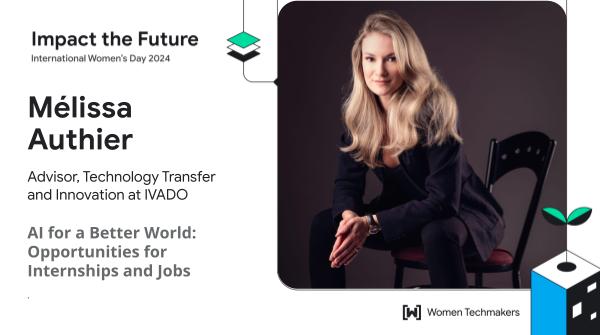 Impact the Future
International Women's Day 2024
Mélissa
Authier
Advisor, Technology Transfer
and Innovation at IVADO
AI for a Better World:
Opportunities for
Internships and Jobs
.
[W] Women Techmakers